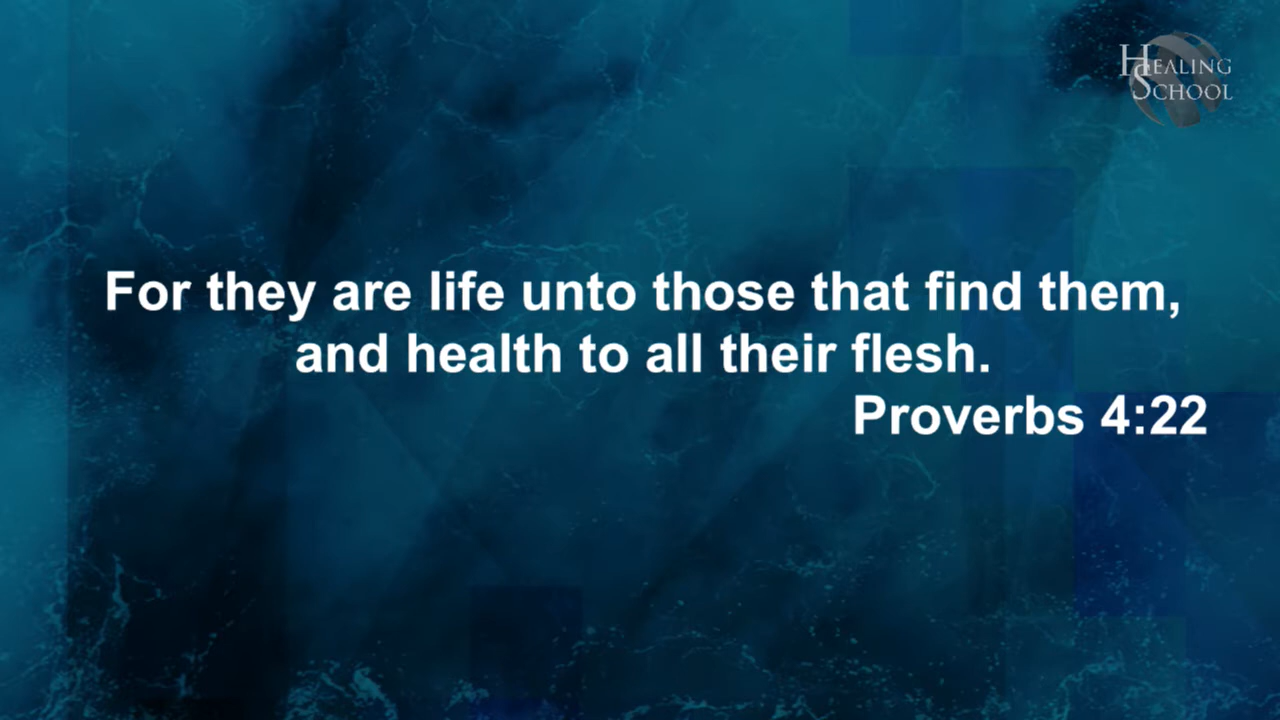 HEALING
SCHOOL
For they are life unto those that find them,
and health to all their flesh.
Proverbs 4:22